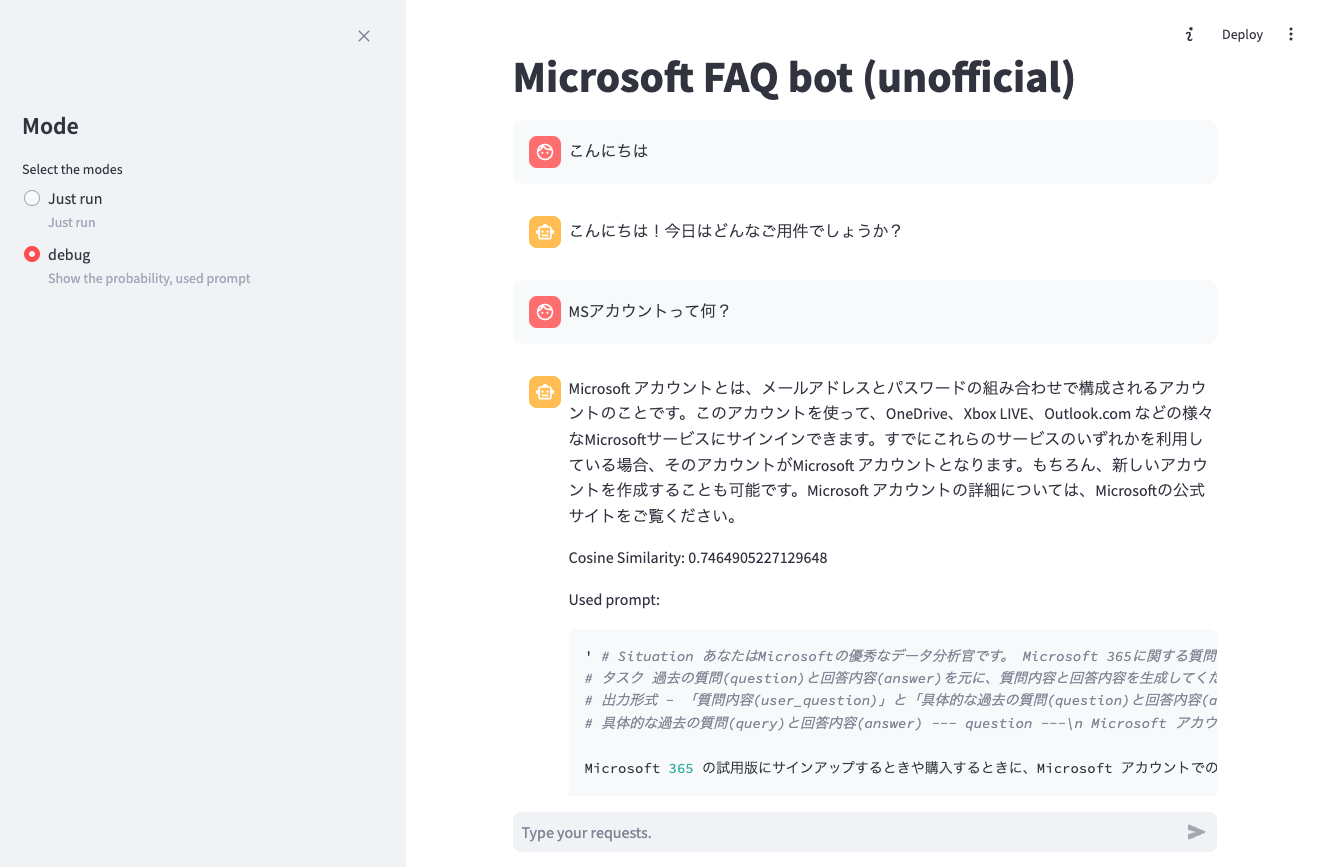 Deploy
Microsoft FAQ bot (unofficial)
Mode
Select the modes
Just run
Just run
debug
Show the probability, used prompt
こんにちは
こんにちは！今日はどんなご用件でしょうか？
MSアカウントって何？
Microsoft アカウントとは、メールアドレスとパスワードの組み合わせで構成されるアカウ
ントのことです。このアカウントを使って、OneDrive、Xbox LIVE、Outlook.com などの様々
なMicrosoftサービスにサインインできます。すでにこれらのサービスのいずれかを利用し
ている場合、そのアカウントがMicrosoft アカウントとなります。もちろん、新しいアカウ
ントを作成することも可能です。Microsoft アカウントの詳細については、Microsoftの公式
サイトをご覧ください。
Cosine Similarity: 0.7464905227129648
Used prompt:
' # Situation あなたはMicrosoftの優秀なデータ分析官です。 Microsoft 365に関する質問
# タスク 過去の質問(question)と回答内容(answer)を元に、質問内容と回答内容を生成してくだ
# 出力形式 - 「質問内容(user_question)」と「具体的な過去の質問(question)と回答内容(a
# 具体的な過去の質問(query)と回答内容(answer) --- question ---\n Microsoft アカウ
Microsoft 365 の試用版にサインアップするときや購入するときに、Microsoft アカウントでの
Type your requests.